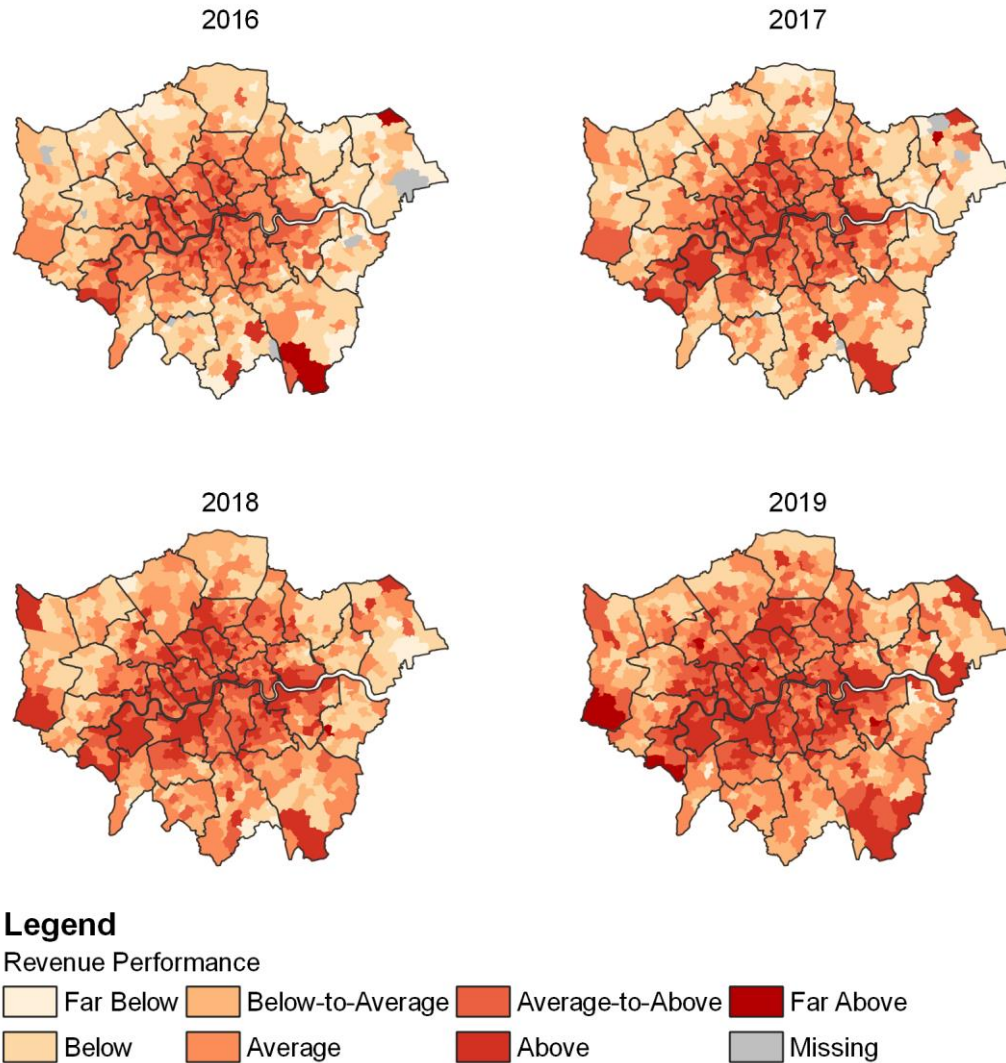 2016
2017
2018
2019
Legend
Revenue Performance
Far Below
Below-to-Average
Average-to-Above
Far Above
Below
Average
Above
Missing